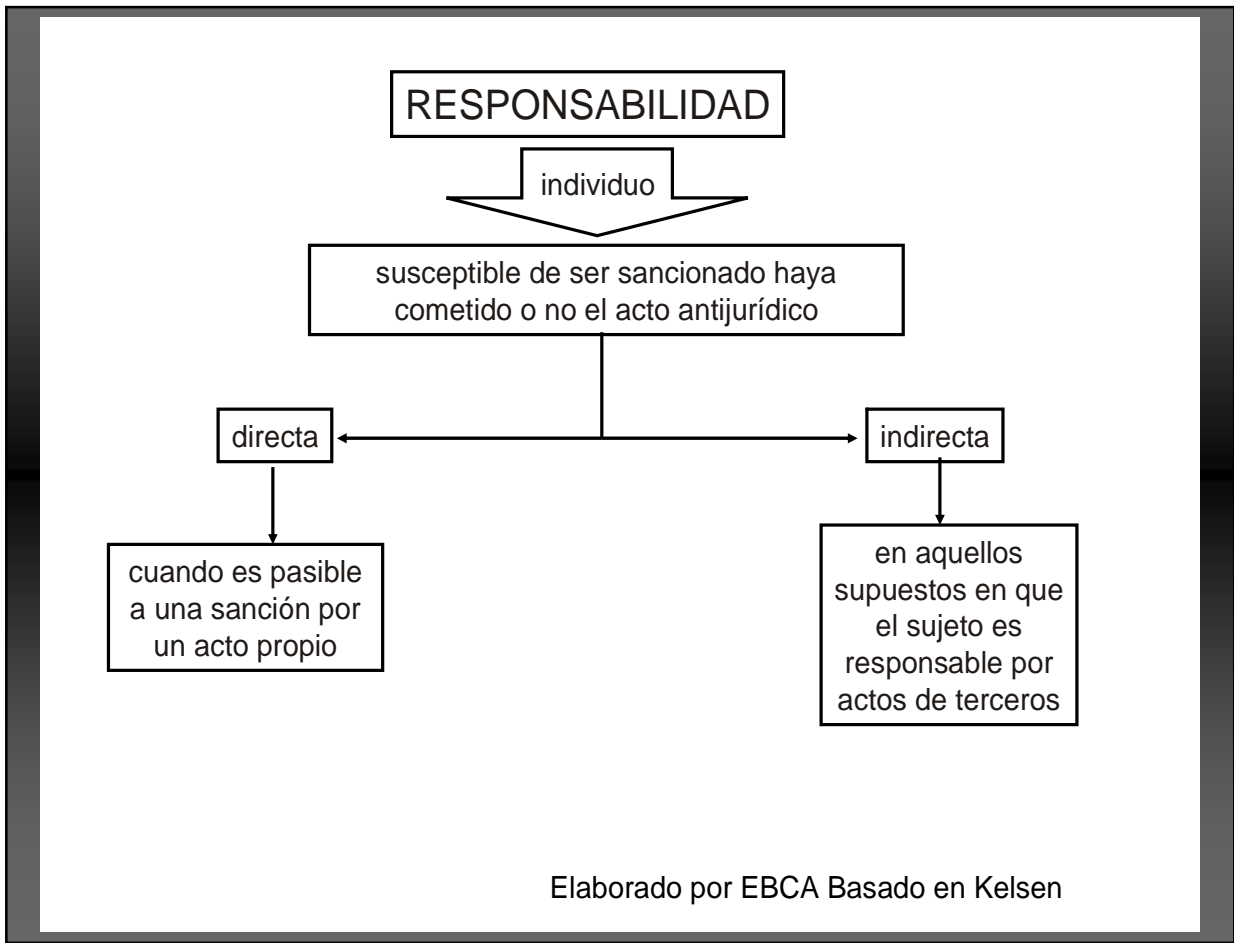 RESPONSABILIDAD
individuo
susceptible de ser sancionado haya
cometido o no el acto antijurídico
directa
indirecta
cuando es pasible
a una sanción por
un acto propio
en aquellos
supuestos en que
el sujeto es
responsable por
actos de terceros
Elaborado por EBCA Basado en Kelsen